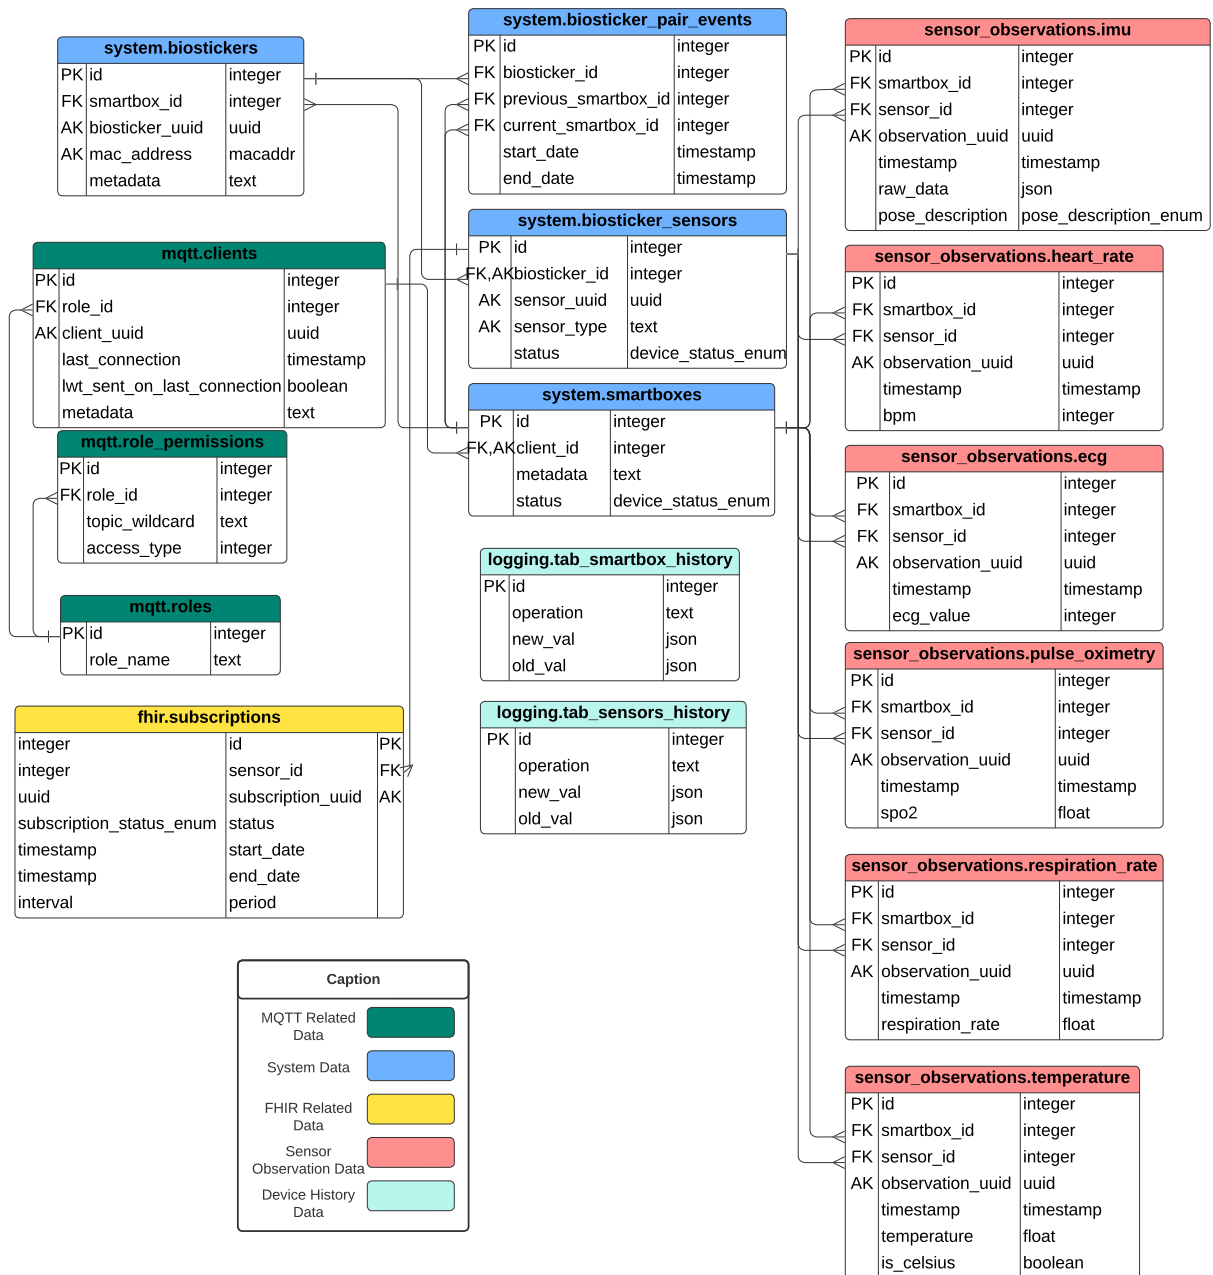 system.biostickers
PK id integer
FK smartbox_id integer
AK biosticker_uuid uuid
AK mac_address macaddr
metadata text
system.biosticker_pair_events
PK id integer
FK biosticker_id integer
FK previous_smartbox_id integer
FK current_smartbox_id integer
start_date timestamp
end_date timestamp
sensor_observations.imu
PK id integer
FK smartbox_id integer
FK sensor_id integer
AK observation_uuid uuid
timestamp timestamp
raw_data json
pose_description pose_description_enum
mqtt.clients
PK id integer
FK role_id integer
AK client_uuid uuid
last_connection timestamp
lwt_sent_on_last_connection boolean
metadata text
system.biosticker_sensors
PK id integer
FK,AK biosticker_id integer
AK sensor_uuid uuid
AK sensor_type text
status device_status_enum
sensor_observations.heart_rate
PK id integer
FK smartbox_id integer
FK sensor_id integer
AK observation_uuid uuid
timestamp timestamp
bpm integer
mqtt.role_permissions
PK id integer
FK role_id integer
topic_wildcard text
access_type integer
system.smartboxes
PK id integer
FK,AK client_id integer
metadata text
status device_status_enum
sensor_observations.ecg
PK id integer
FK smartbox_id integer
FK sensor_id integer
AK observation_uuid uuid
timestamp timestamp
ecg_value integer
mqtt.roles
PK id integer
role_name text
logging.tab_smartbox_history
PK id integer
operation text
new_val json
old_val json
sensor_observations.pulse_oximetry
PK id integer
FK smartbox_id integer
FK sensor_id integer
AK observation_uuid uuid
timestamp timestamp
spo2 float
fhir.subscriptions
integer id PK
integer sensor_id FK
uuid subscription_uuid AK
subscription_status_enum status
timestamp start_date
timestamp end_date
interval period
logging.tab_sensors_history
PK id integer
operation text
new_val json
old_val json
sensor_observations.respiration_rate
PK id integer
FK smartbox_id integer
FK sensor_id integer
AK observation_uuid uuid
timestamp timestamp
respiration_rate float
Caption
MQTT Related
Data
System Data
FHIR Related
Data
Sensor
Observation Data
Device History
Data
sensor_observations.temperature
PK id integer
FK smartbox_id integer
FK sensor_id integer
AK observation_uuid uuid
timestamp timestamp
temperature float
is_celsius boolean